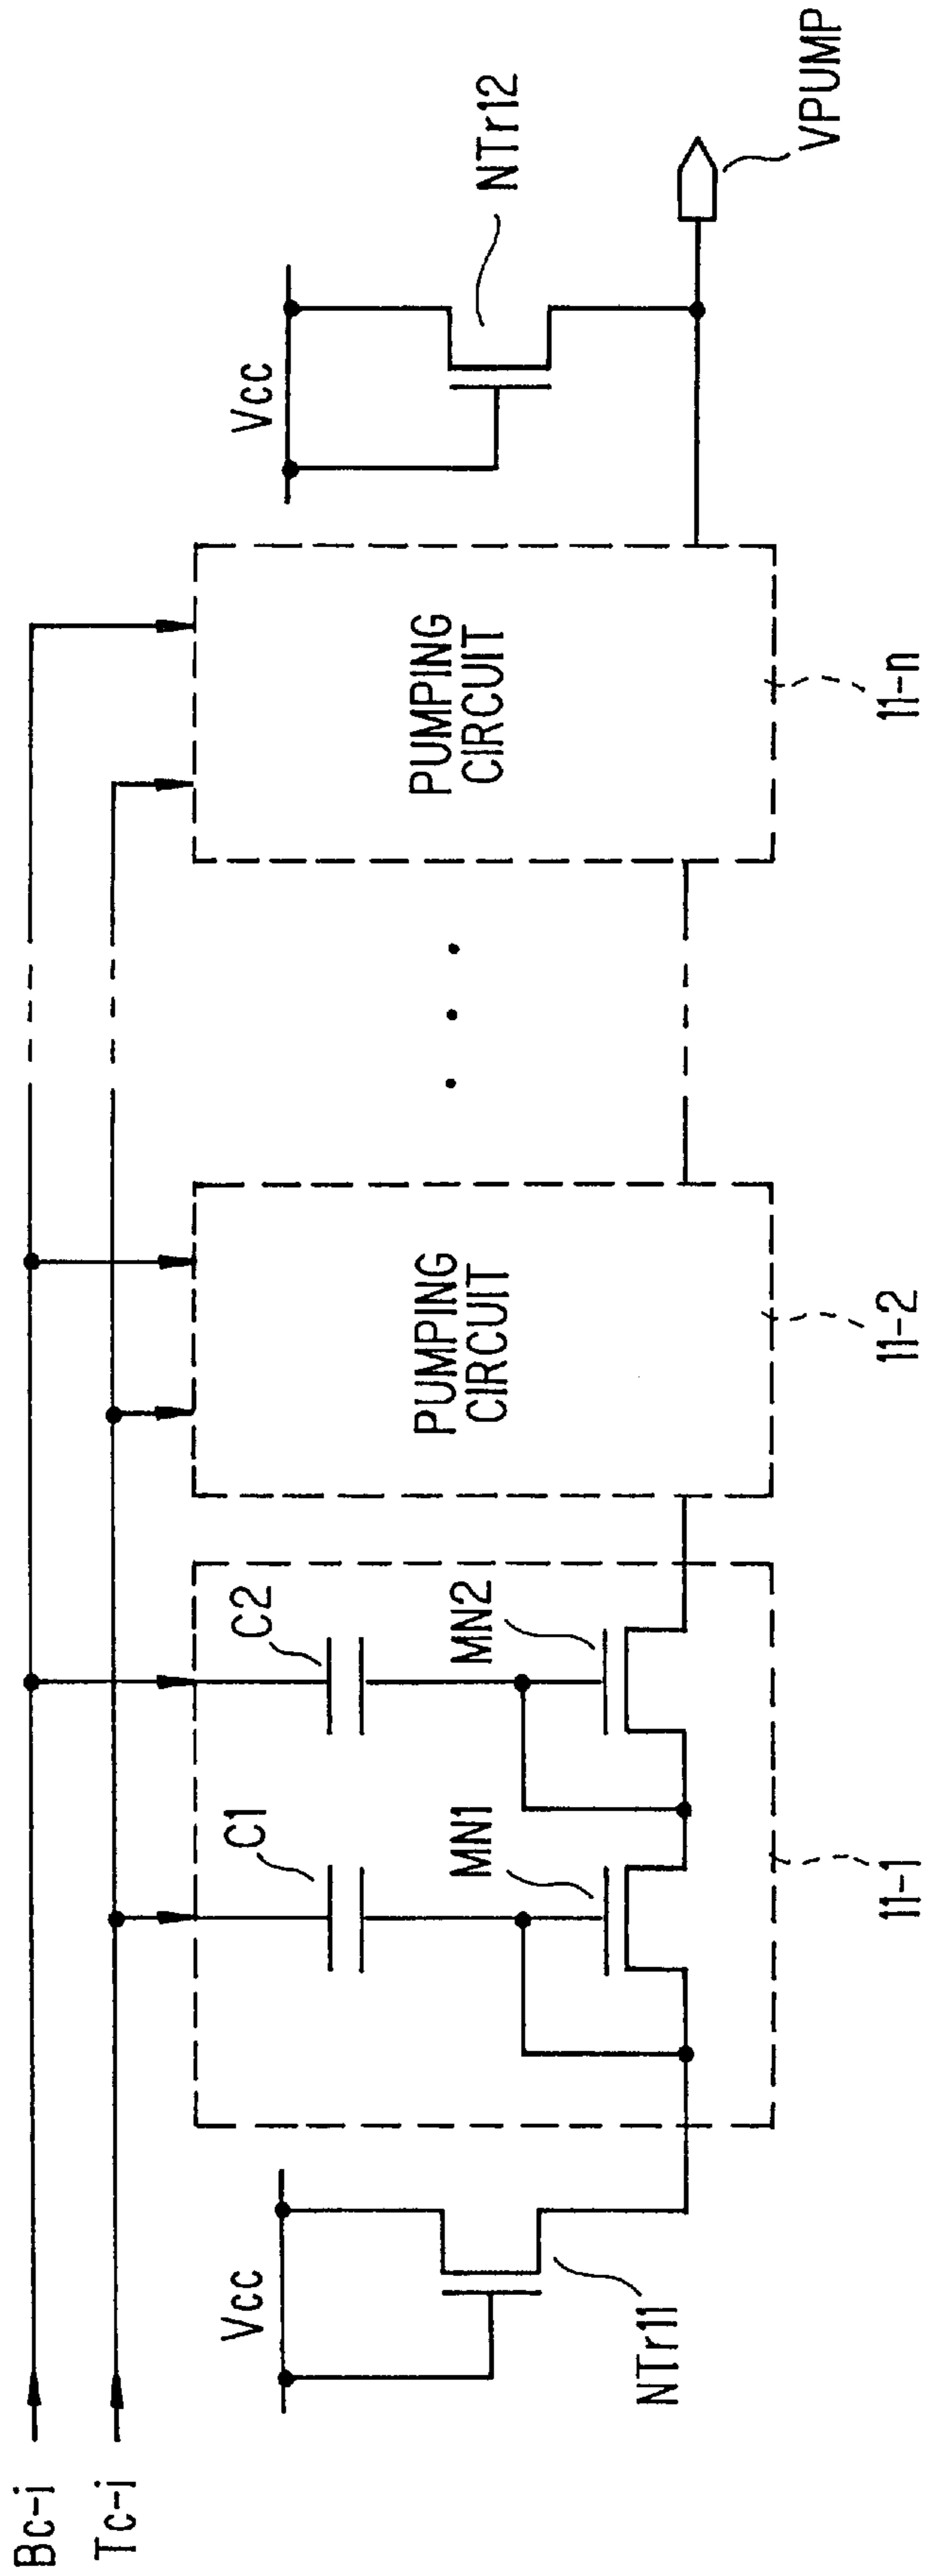 Bc-i
Tc-i
Vcc
NTr11
C1
C2
MN1
MN2
11-1
PUMPING
CIRCUIT
11-2
PUMPING
CIRCUIT
11-n
Vcc
NTr12
VPUMP